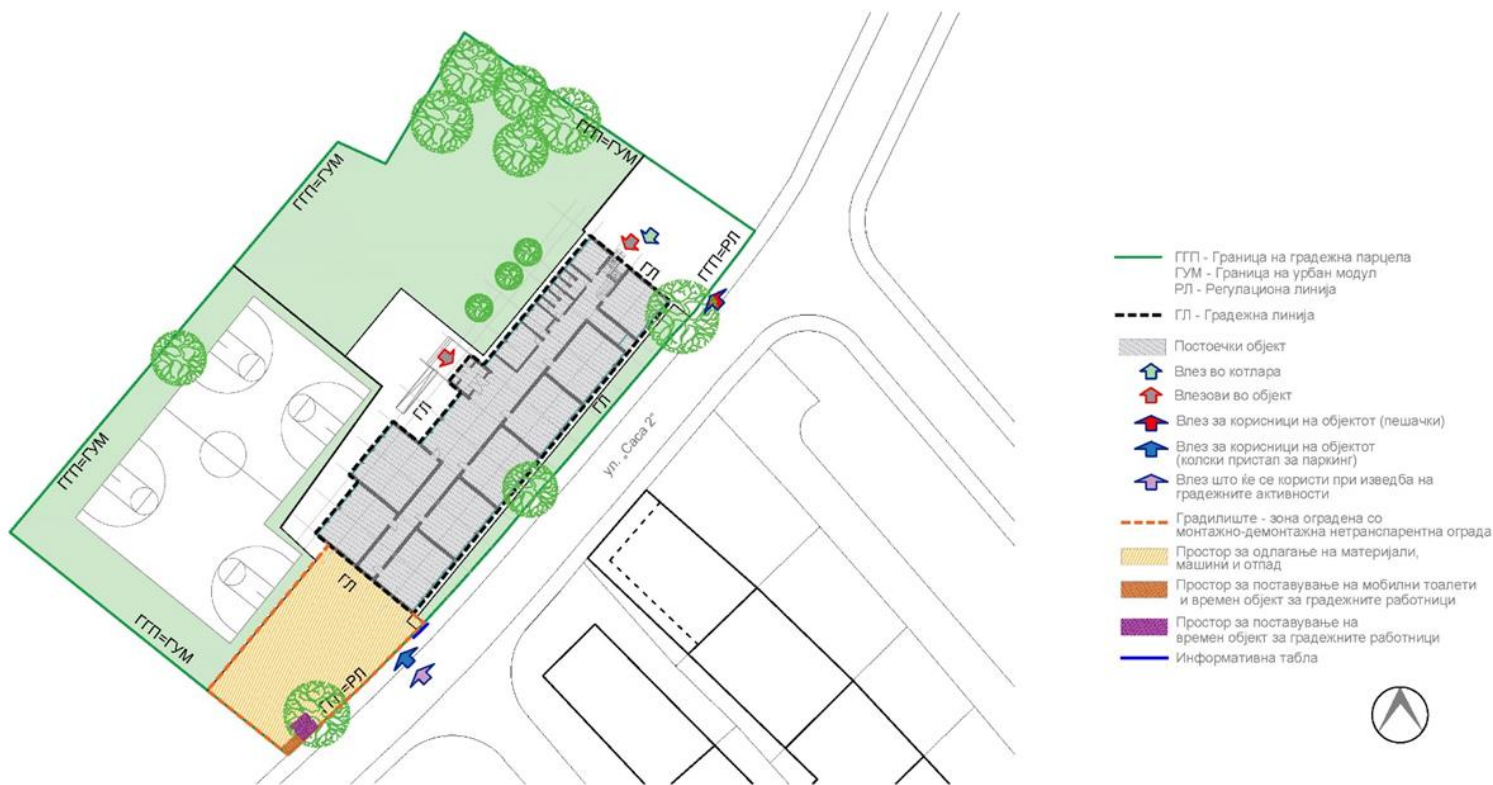 ГГП=ГУМ
ГГП=ГУМ
ГГП=РЛ
ГЛ
ГЛ
ГЛ
ГГП=ГУМ
ул. „Саса 2“
ГЛ
ГГП=ГУМ
ГГП=РЛ
ГГП - Граница на градежна парцела
ГУМ - Граница на урбан модул
РЛ - Регулациона линија
ГЛ - Градежна линија
Постоечки објект
Влез во котлара
Влезови во објект
Влез за корисници на објектот (пешачки)
Влез за корисници на објектот
(колски пристап за паркинг)
Влез што ќе се користи при изведба на
градежните активности
Градилиште - зона оградена со
монтажно-демонтажна нетранспарентна ограда
Простор за одлагање на материјали,
машини и отпад
Простор за поставување на мобилни тоалети
и времен објект за градежните работници
Простор за поставување на
времен објект за градежните работници
Информативна табла